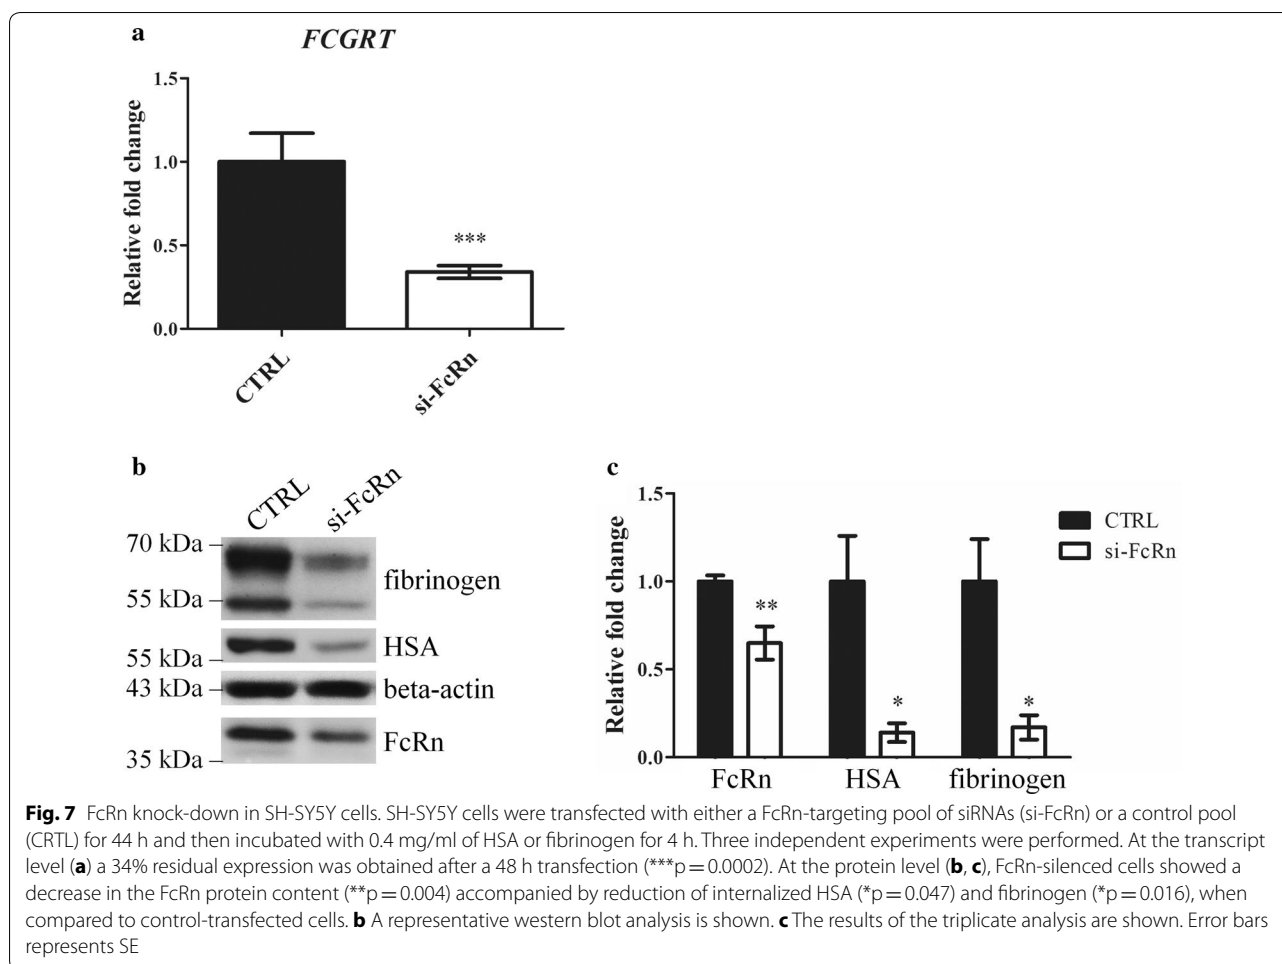 a
FCGRT
1.5
1.0
0.5
0.0
Relative fold change
***
CTRL
si-FcRn
b
CTRL
si-FcRn
70 kDa
fibrinogen
55 kDa
HSA
55 kDa
43 kDa
beta-actin
FcRn
35 kDa
c
1.5
1.0
0.5
0.0
Relative fold change
CTRL
si-FcRn
**
*
*
FcRn HSA fibrinogen
Fig. 7 FcRn knock-down in SH-SY5Y cells. SH-SY5Y cells were transfected with either a FcRn-targeting pool of siRNAs (si-FcRn) or a control pool
(CRTL) for 44 h and then incubated with 0.4 mg/ml of HSA or fibrinogen for 4 h. Three independent experiments were performed. At the transcript
level (a) a 34% residual expression was obtained after a 48 h transfection (***p = 0.0002). At the protein level (b, c), FcRn-silenced cells showed a
decrease in the FcRn protein content (**p = 0.004) accompanied by reduction of internalized HSA (*p = 0.047) and fibrinogen (*p = 0.016), when
compared to control-transfected cells. b A representative western blot analysis is shown. c The results of the triplicate analysis are shown. Error bars
represents SE